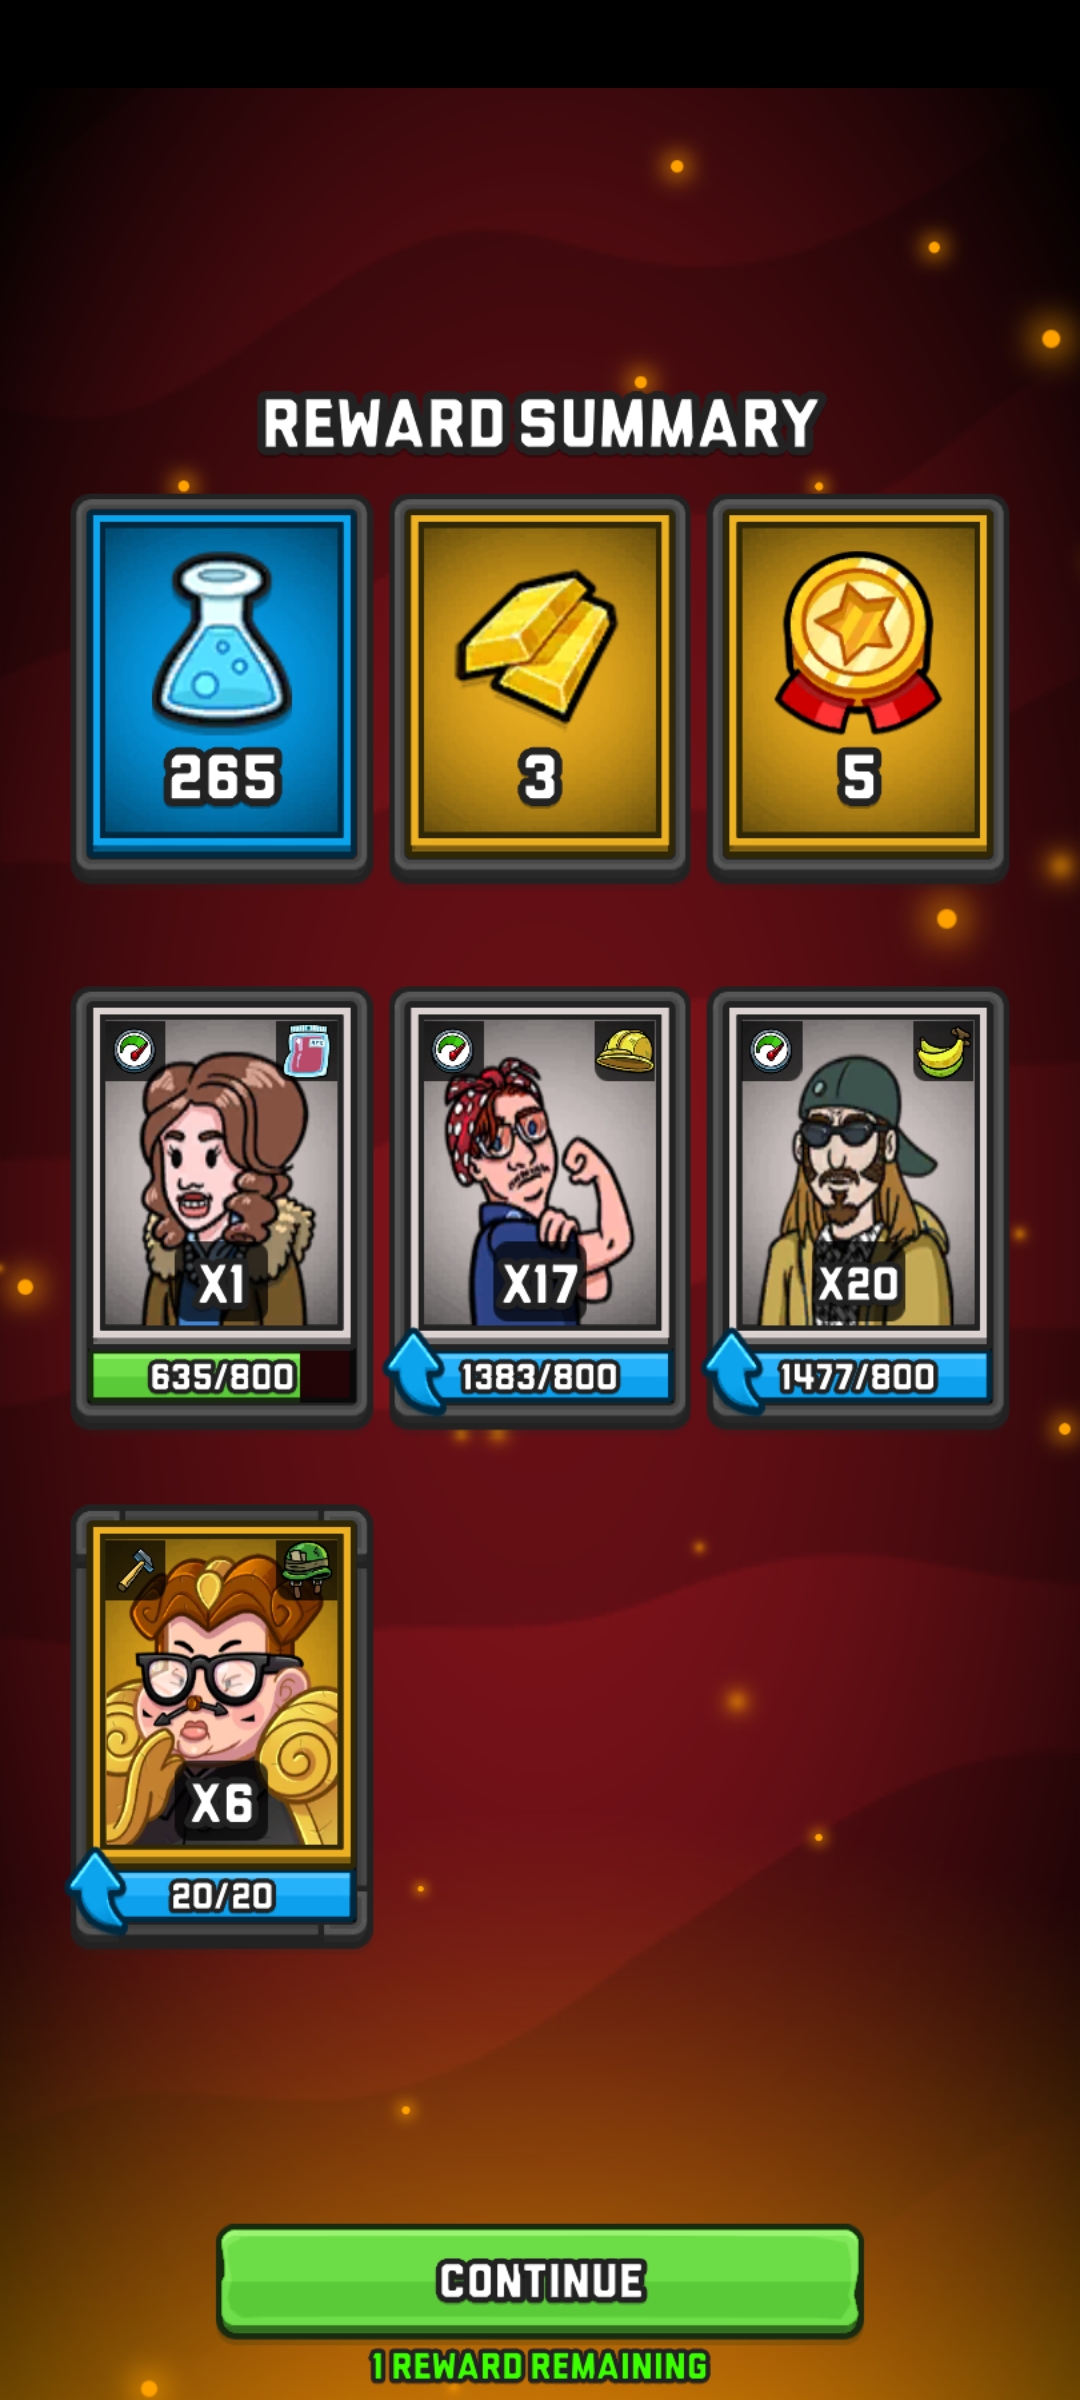 REWARD SUMMARY
265
3
5
X1
X17
X20
635/800
1383/800
1477/800
X6
20/20
CONTINUE
1 REWARD REMAINING